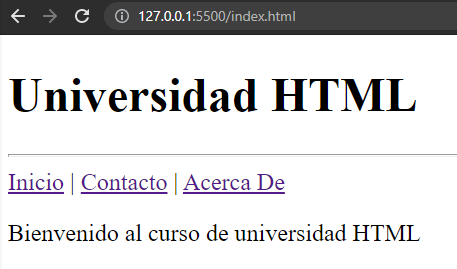 127.0.0.1:5500/index.html
Universidad HTML
Inicio | Contacto | Acerca De
Bienvenido al curso de universidad HTML